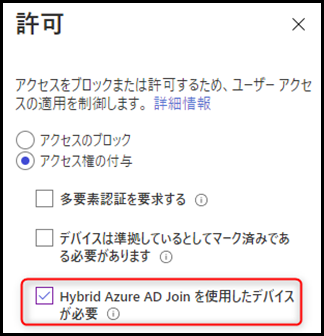 許可
アクセスをブロックまたは許可するため、ユーザー アクセ
スの適用を制御します。 詳細情報
アクセスのブロック
アクセス権の付与
多要素認証を要求する
デバイスは準拠しているとしてマーク済みであ
る必要があります
Hybrid Azure AD Join を使用したデバイス
が必要